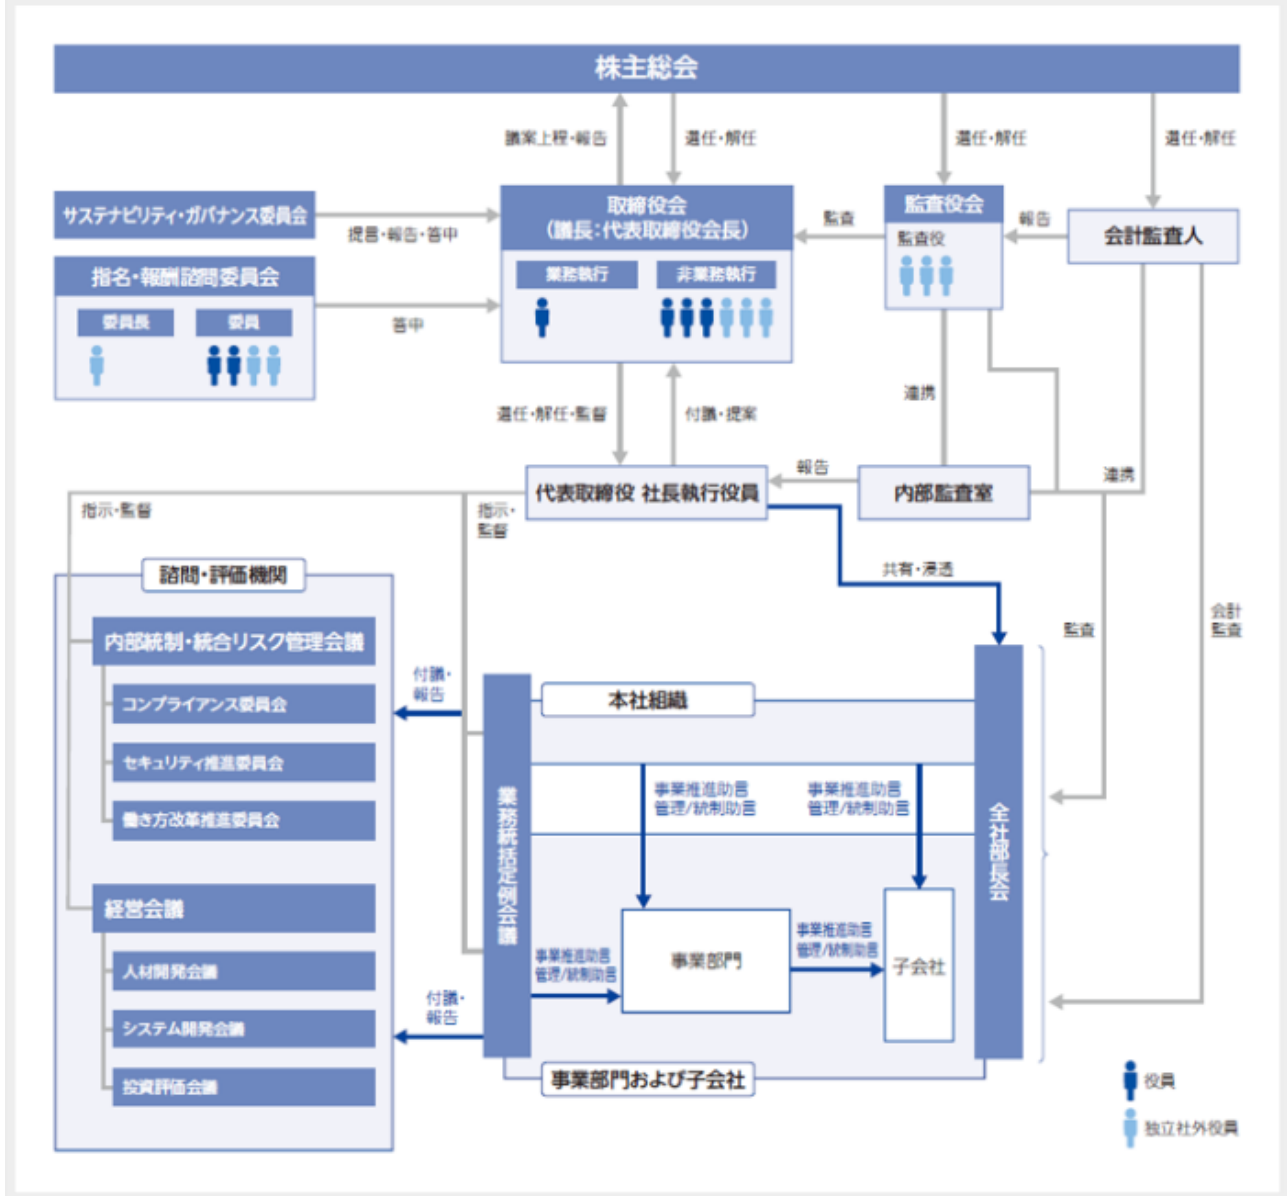 株主総会
議案上程・報告
選任・解任
選任・解任
選任・解任
サステナビリティ・ガバナンス委員会
提言・報告・答申
取締役会
(議長:代表取締役会長)
業務執行
非業務執行
監査
監査役会
監査役
報告
会計監査人
指名・報酬諮問委員会
委員長
委員
答申
選任・解任・監督
付議・提案
連携
連携
代表取締役 社長執行役員
報告
内部監査室
指示・監督
指示・
監督
共有・浸透
監査
会計
監査
諮問・評価機関
内部統制・統合リスク管理会議
コンプライアンス委員会
セキュリティ推進委員会
働き方改革推進委員会
経営会議
人材開発会議
システム開発会議
投資評価会議
付議・
報告
付議・
報告
業務統括定例会議
本社組織
事業推進助言
管理/統制助言
事業推進助言
管理/統制助言
事業推進助言
管理/統制助言
事業部門
事業推進助言
管理/統制助言
子会社
全社部長会
事業部門および子会社
役員
独立社外役員